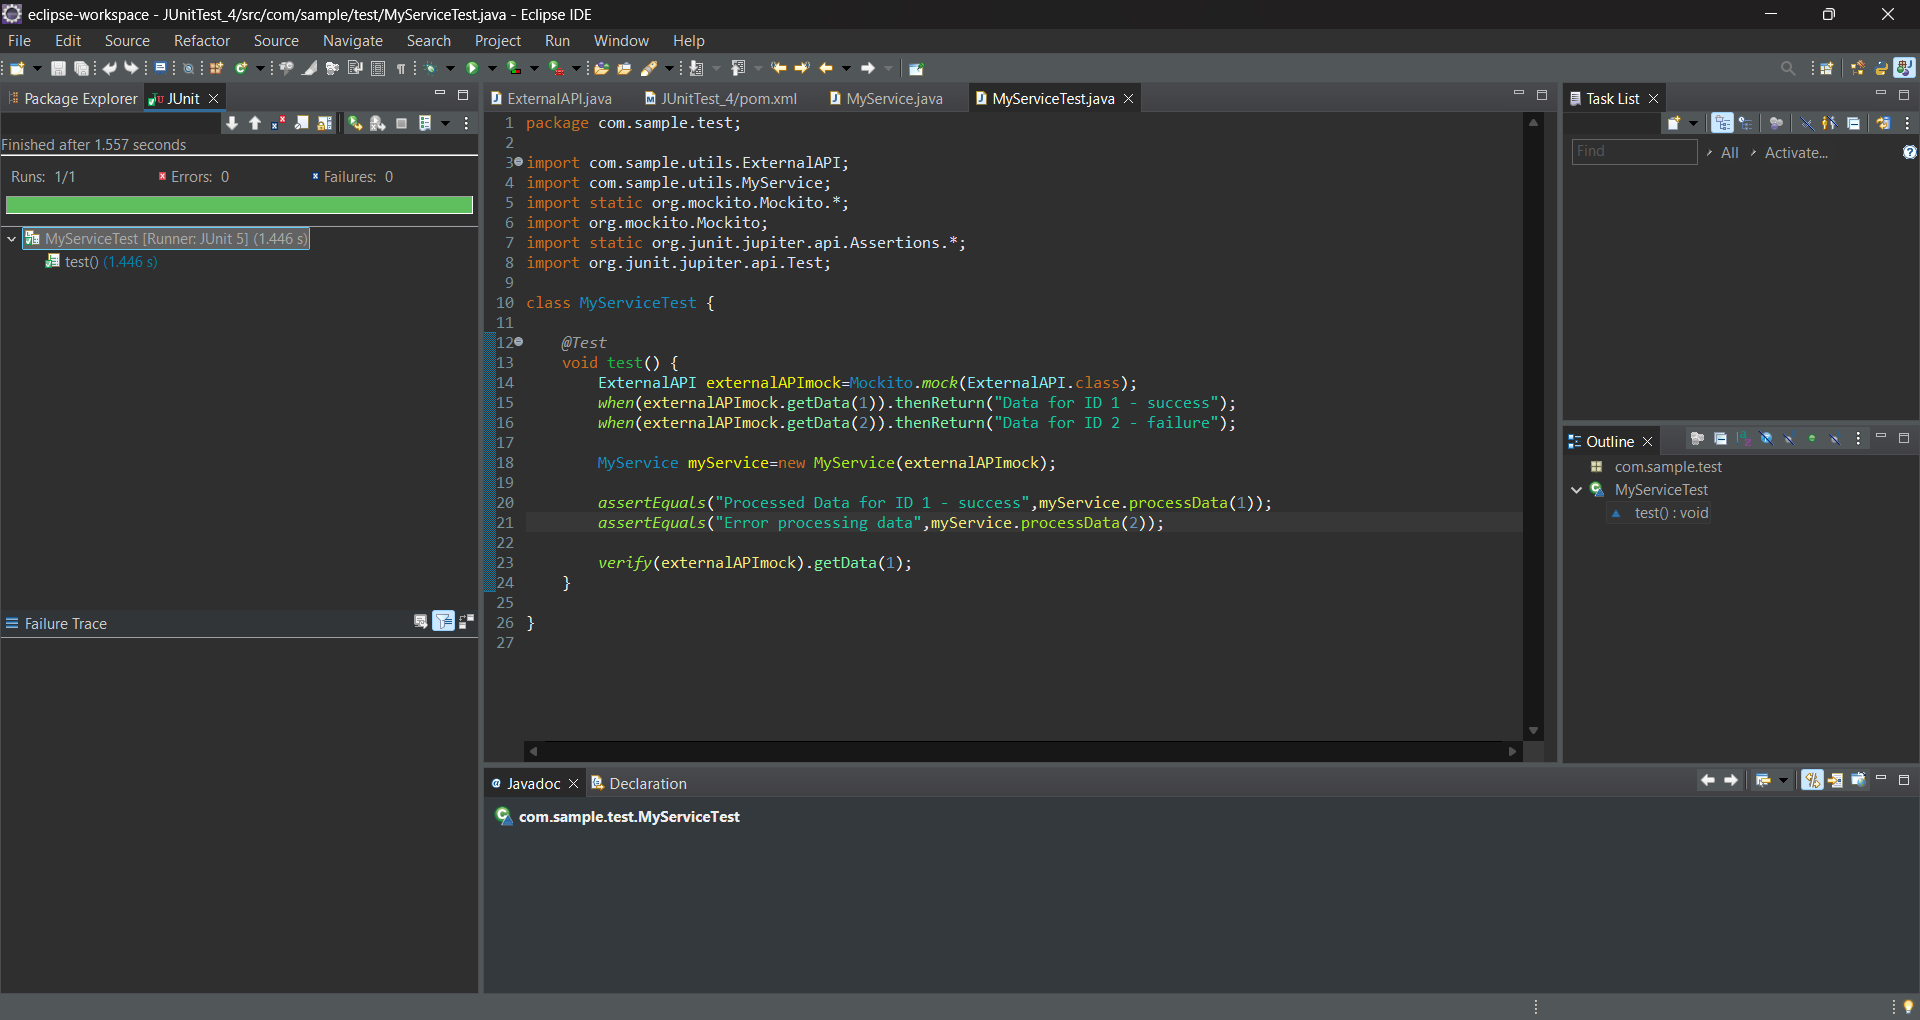 eclipse-workspace - JUnitTest_4/src/com/sample/test/MyServiceTest.java - Eclipse IDE
File Edit Source Refactor Source Navigate Search Project Run Window Help
Package Explorer JUnit
Finished after 1.557 seconds
Runs: 1/1 Errors: 0 Failures: 0
MyServiceTest [Runner: JUnit 5] (1.446 s)
test() (1.446 s)
Failure Trace
ExternalAPI.java JUnitTest_4/pom.xml MyService.java MyServiceTest.java
1 package com.sample.test;
2
3 import com.sample.utils.ExternalAPI;
4 import com.sample.utils.MyService;
5 import static org.mockito.Mockito.*;
6 import org.mockito.Mockito;
7 import static org.junit.jupiter.api.Assertions.*;
8 import org.junit.jupiter.api.Test;
9
10 class MyServiceTest {
11
12 @Test
13 void test() {
14 ExternalAPI externalAPImock=Mockito.mock(ExternalAPI.class);
15 when(externalAPImock.getData(1)).thenReturn("Data for ID 1 - success");
16 when(externalAPImock.getData(2)).thenReturn("Data for ID 2 - failure");
17
18 MyService myService=new MyService(externalAPImock);
19
20 assertEquals("Processed Data for ID 1 - success",myService.processData(1));
21 assertEquals("Error processing data",myService.processData(2));
22
23 verify(externalAPImock).getData(1);
24 }
25
26 }
27
Javadoc Declaration
com.sample.test.MyServiceTest
Task List
Find All Activate...
Outline
com.sample.test
MyServiceTest
test() : void